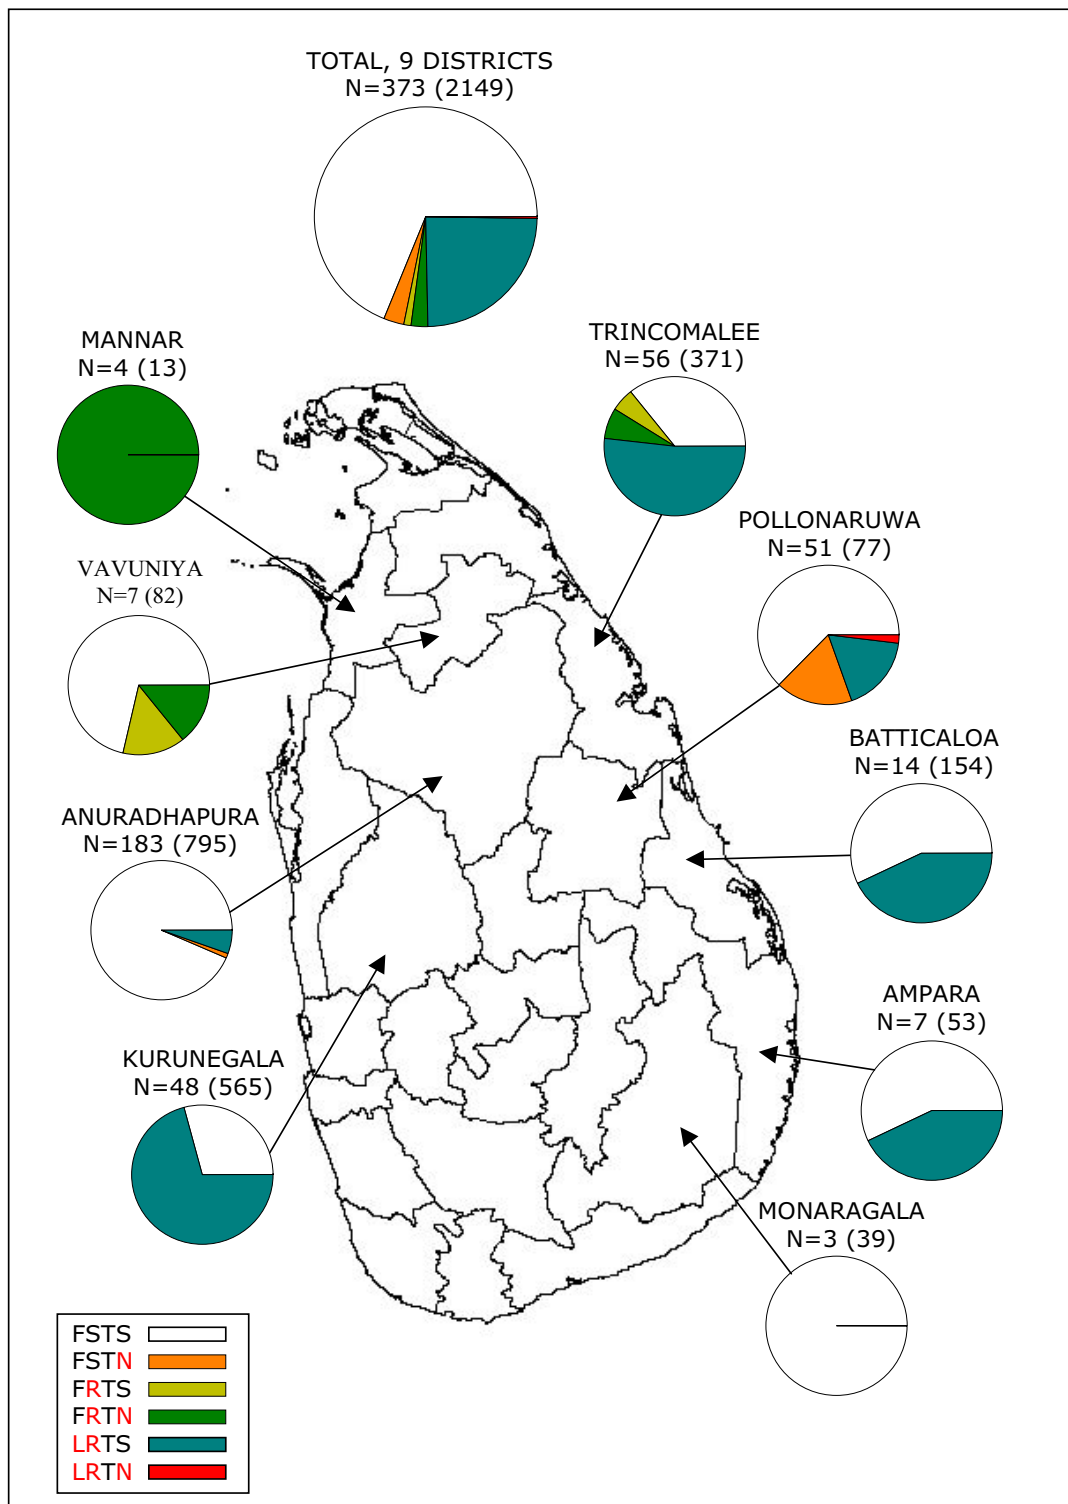 TOTAL, 9 DISTRICTS
N=373 (2149)
MANNAR
N=4 (13)
TRINCOMALEE
N=56 (371)
POLLONARUWA
N=51 (77)
VAVUNIYA
N=7 (82)
BATTICALOA
N=14 (154)
ANURADHAPURA
N=183 (795)
AMPARA
N=7 (53)
KURUNEGALA
N=48 (565)
MONARAGALA
N=3 (39)
FSTS
FSTN
FRTS
FRTN
LRTS
LRTN